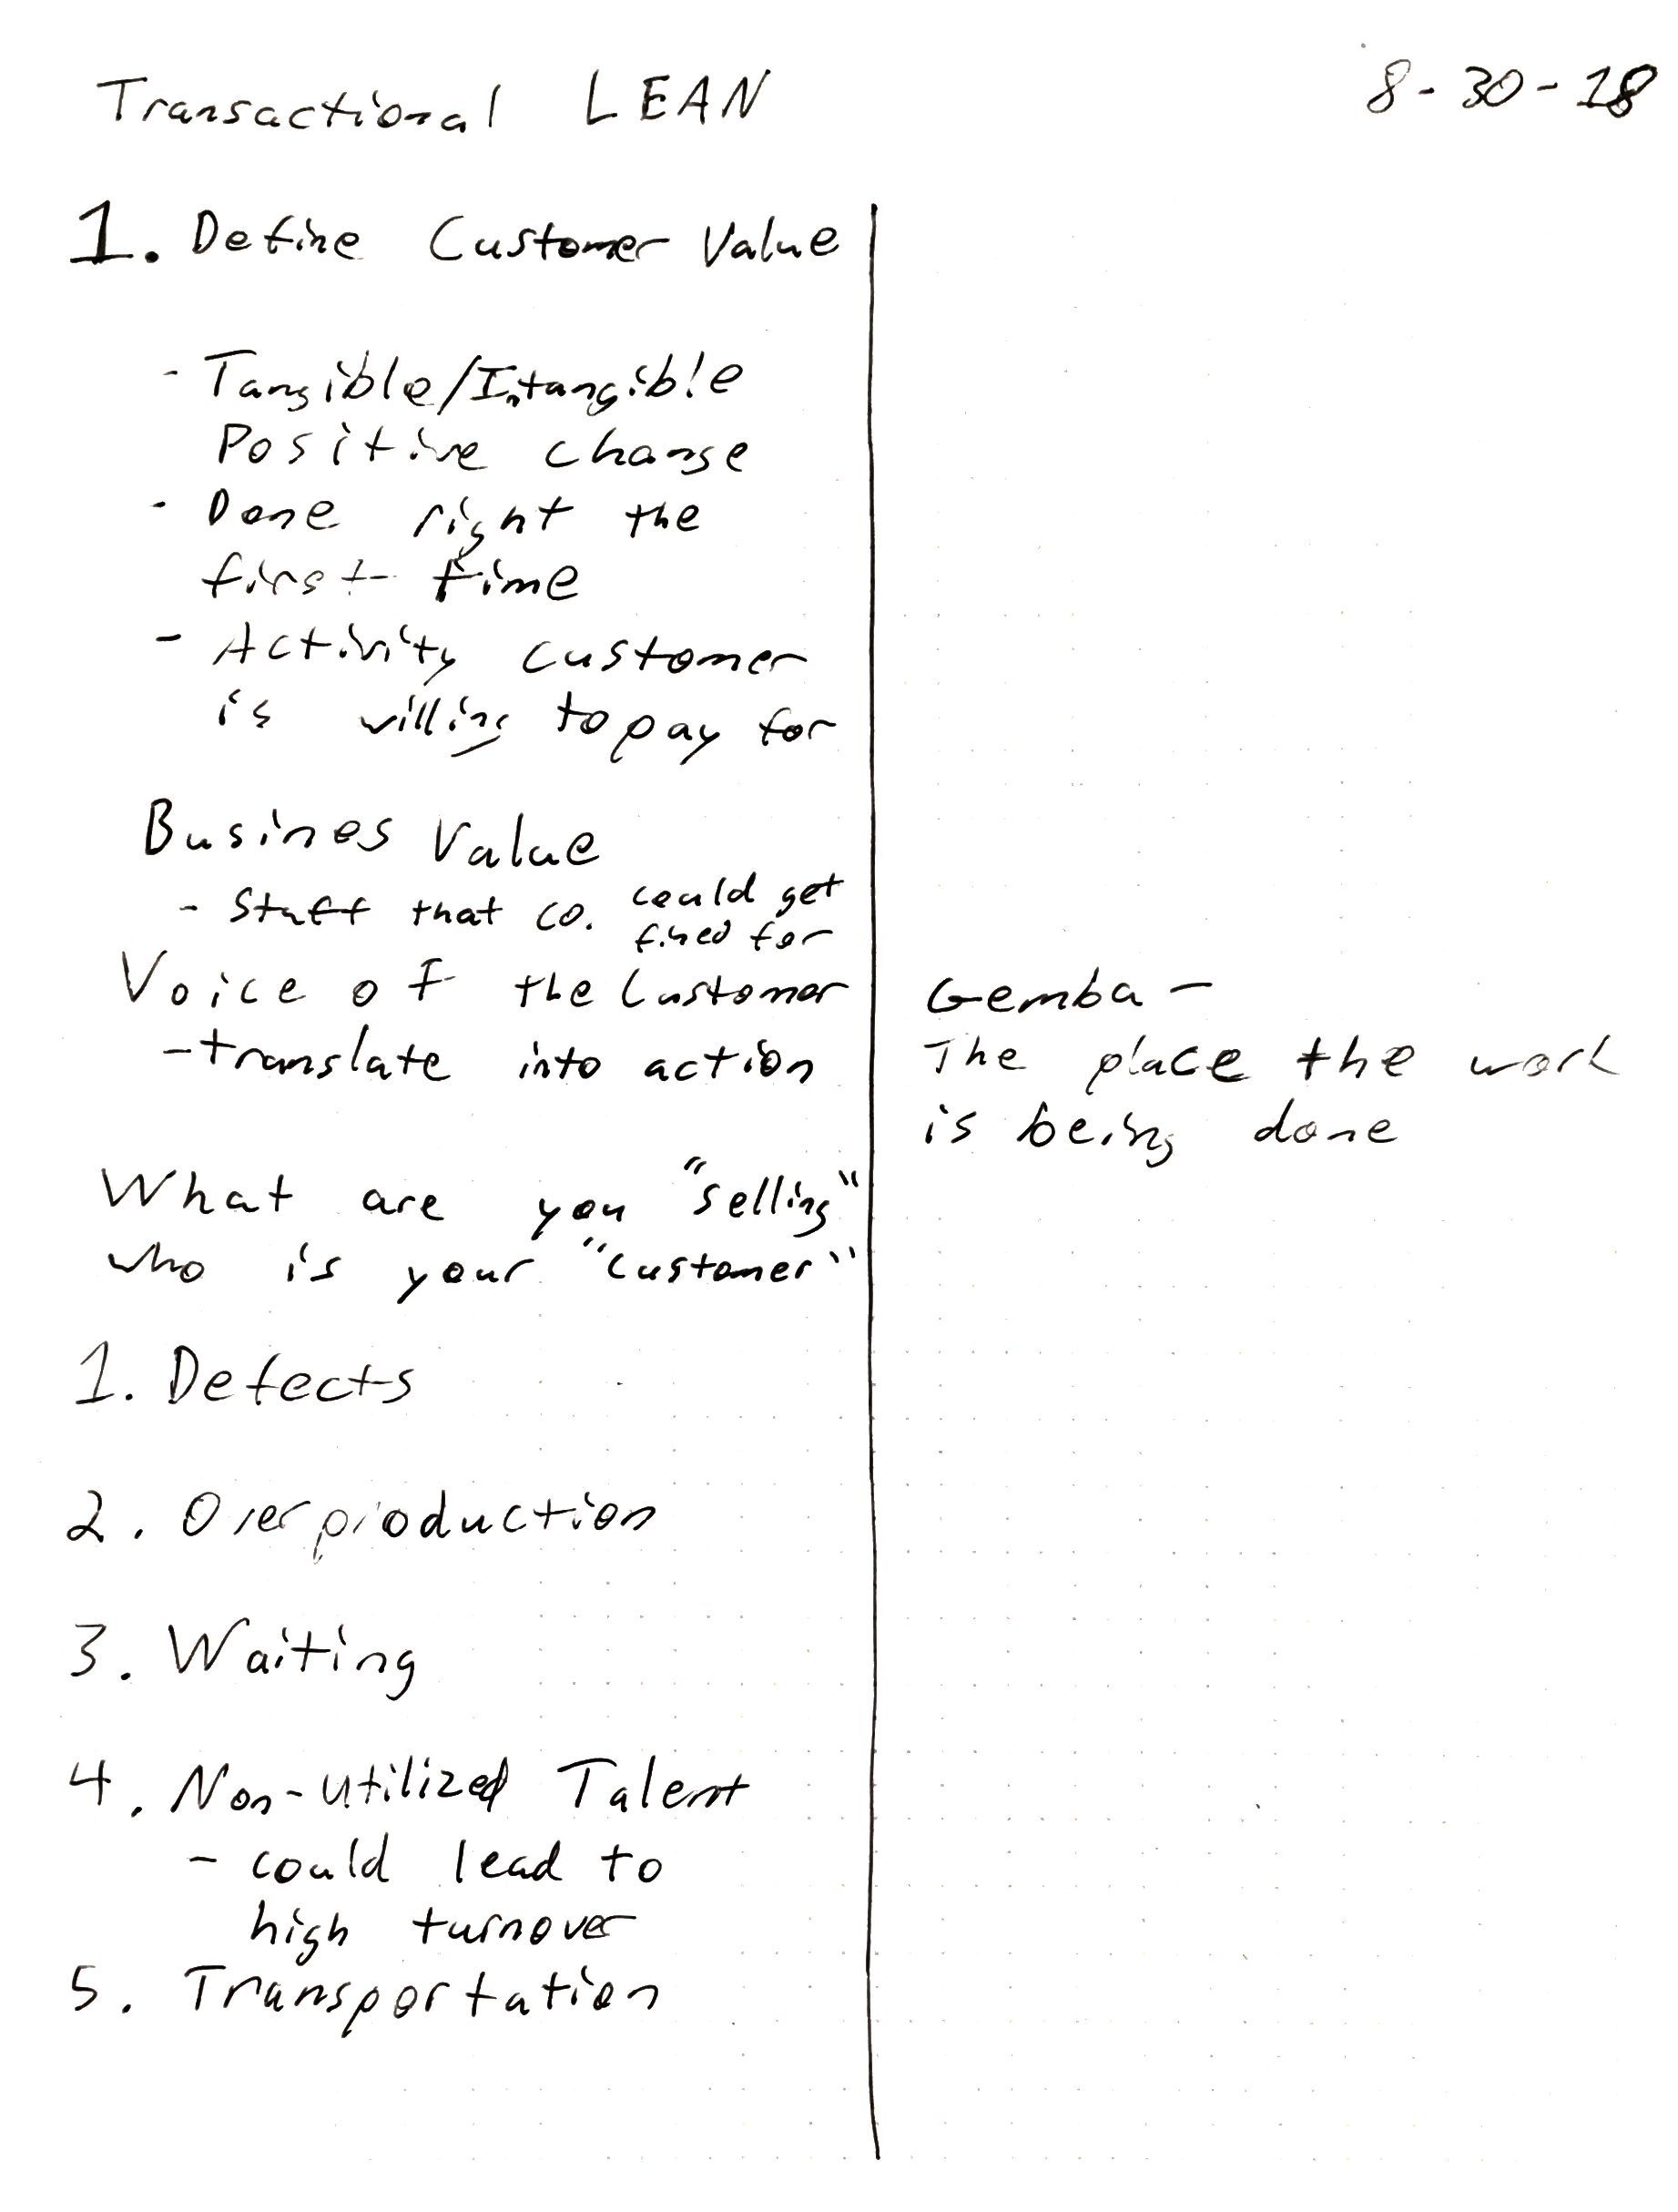 Transactional LEAN 8-30-18
1. Define Customer Value
- Tangible/Intangible
Positive change
- Done right the
first time
- Activity customer
is willing to pay for
Busines Value
- Stuff that co. could get
fined for
Voice of the Customer
- translate into action
What are you "selling"
who is your "customer"
1. Defects
2. Overproduction
3. Waiting
4. Non-utilized Talent
- could lead to
high turnover
5. Transportation
Gemba -
The place the work
is being done